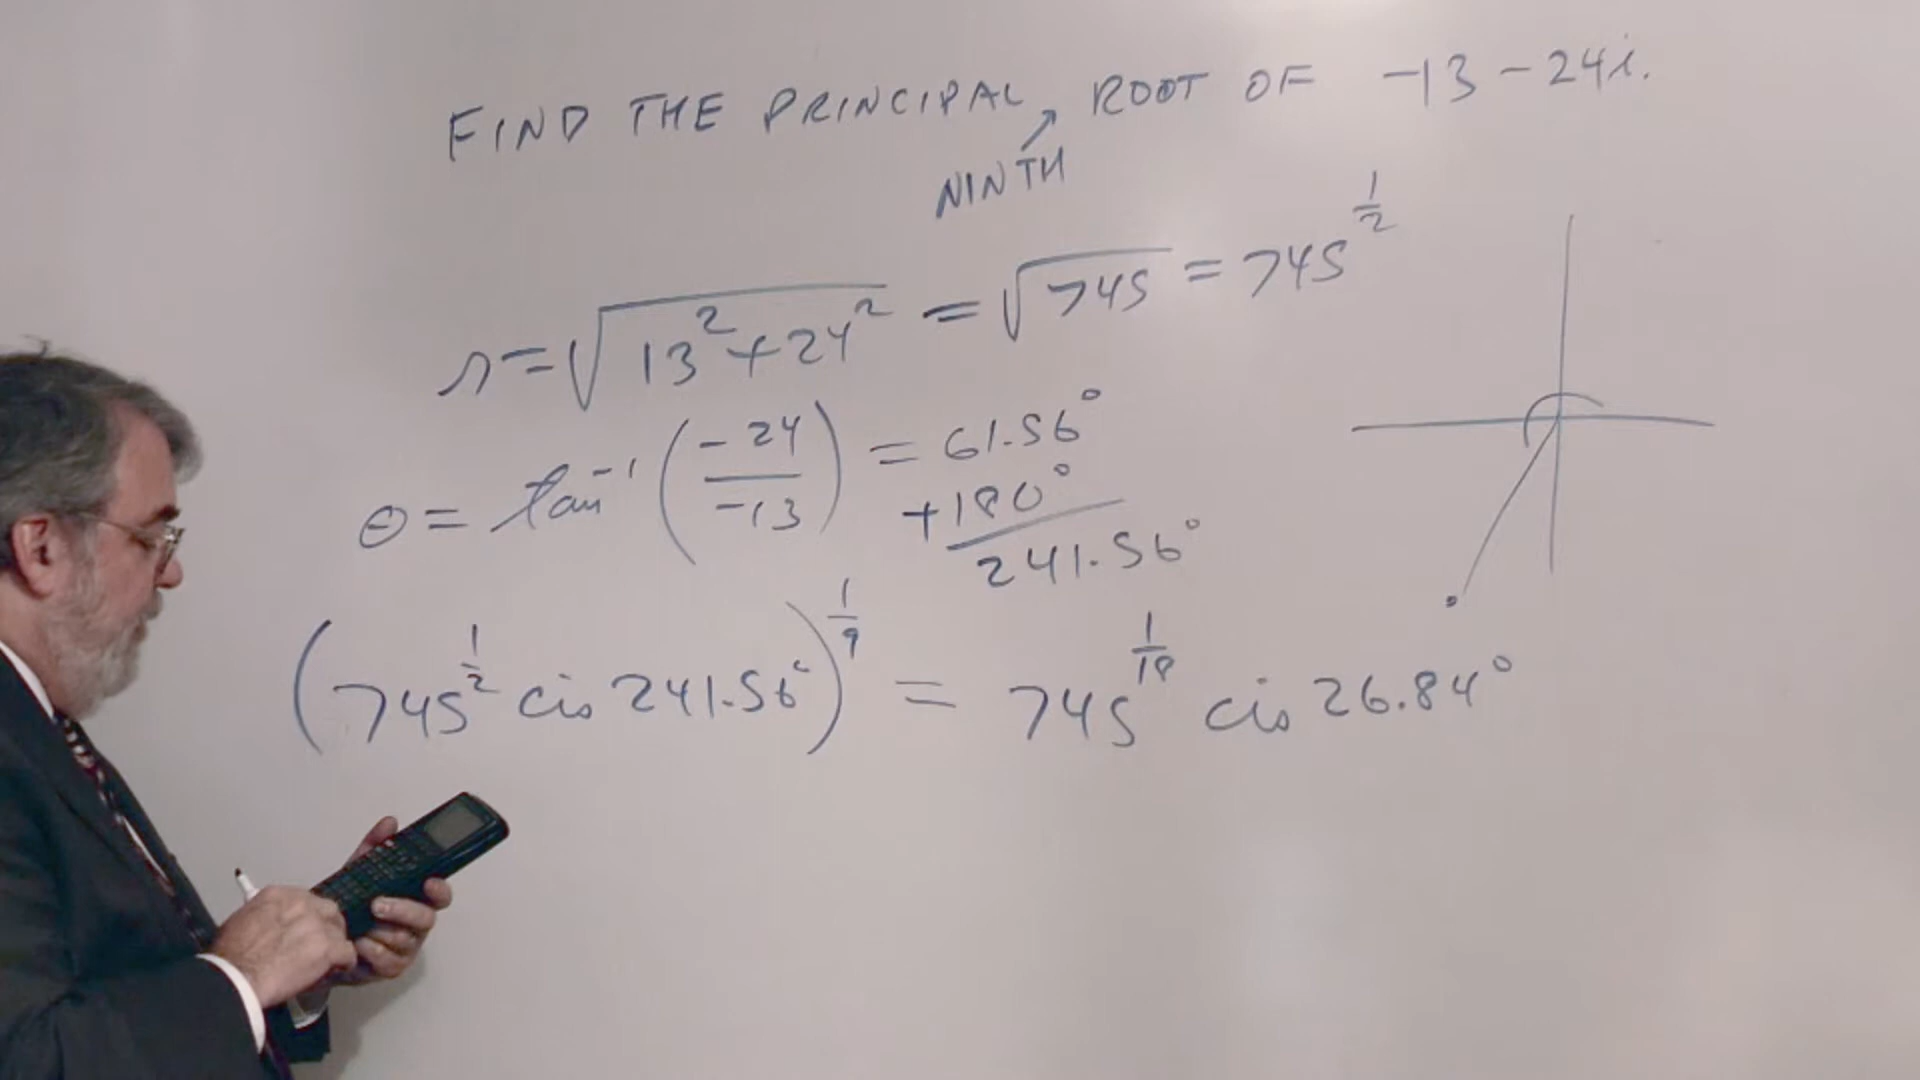 FIND THE PRINCIPAL ROOT OF -13-24i.
NINTH
r=√13²+24² = √745 = 745^1/2
θ= tan⁻¹(-24/-13) = 61.56°
+180°
241.56°
(745^1/2 cis 241.56°)^1/9 = 745^1/18 cis 26.84°